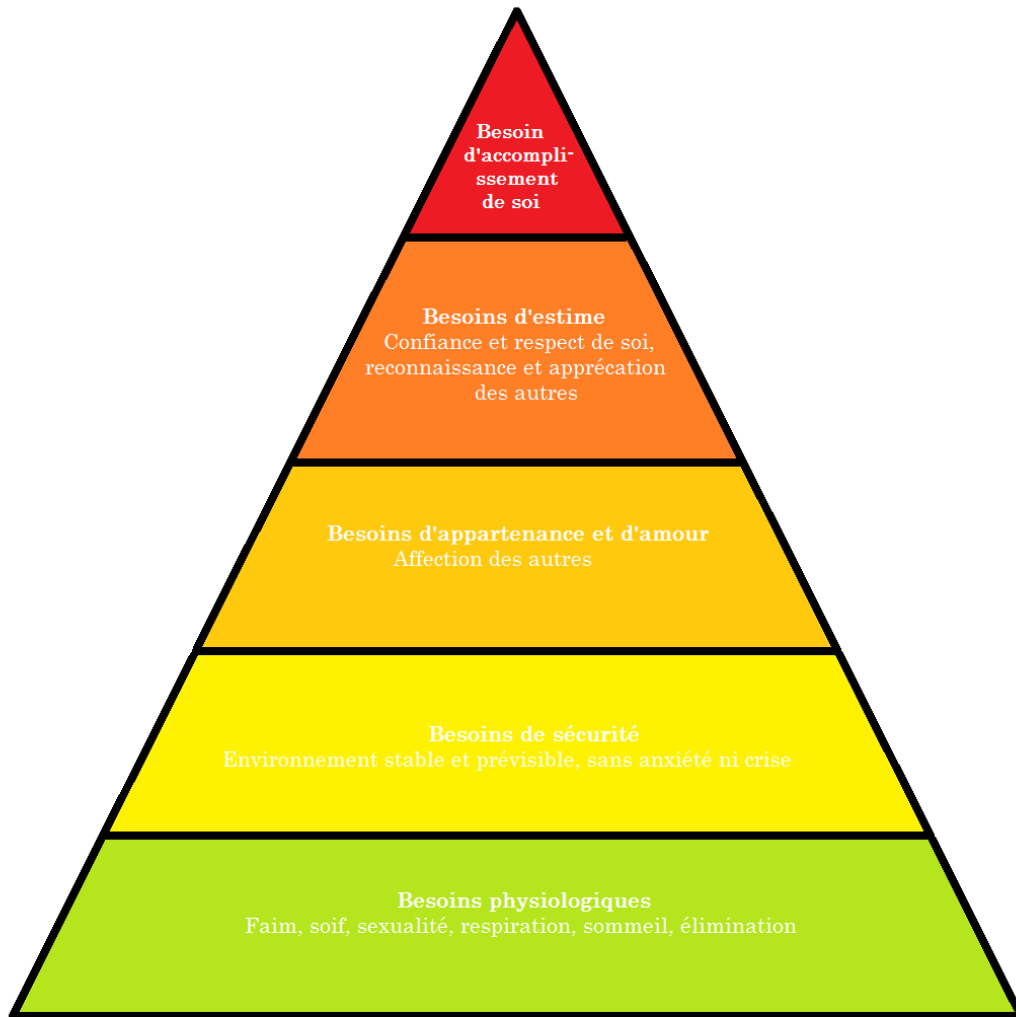 Besoin
d'accompli-
ssement
de soi
Besoins d'estime
Confiance et respect de soi,
reconnaissance et apprécation
des autres
Besoins d'appartenance et d'amour
Affection des autres
Besoins de sécurité
Environnement stable et prévisible, sans anxiété ni crise
Besoins physiologiques
Faim, soif, sexualité, respiration, sommeil, élimination